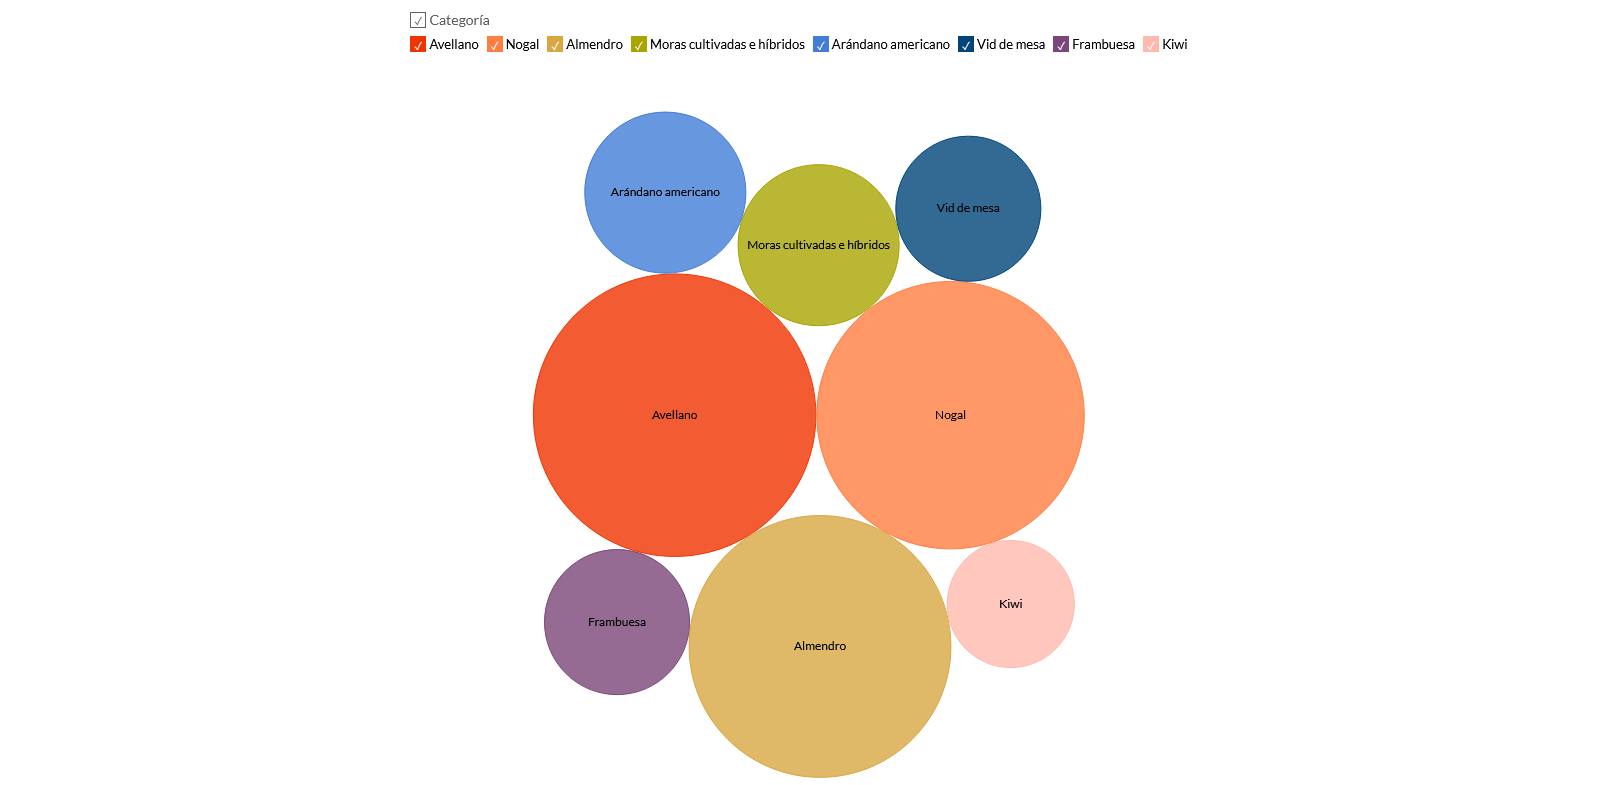 Categoría
Avellano Nogal Almendro Moras cultivadas e híbridos Arándano americano Vid de mesa Frambuesa Kiwi
Arándano americano
Vid de mesa
Moras cultivadas e híbridos
Avellano
Nogal
Kiwi
Frambuesa
Almendro